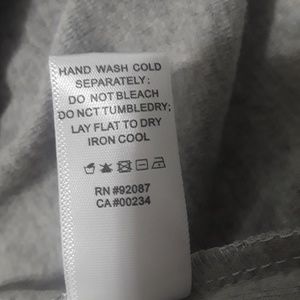 HAND WASH COLD
SEPARATELY;
DO NOT BLEACH
DO NCT TUMBLEDRY;
LAY FLAT TO DRY
IRON COOL
RN #92087
CA #00234